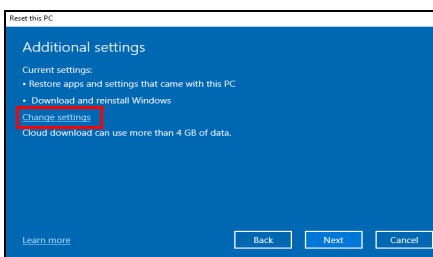 Reset this PC
Additional settings
Current settings:
• Restore apps and settings that came with this PC
• Download and reinstall Windows
Change settings
Cloud download can use more than 4 GB of data.
Learn more
Back
Next
Cancel